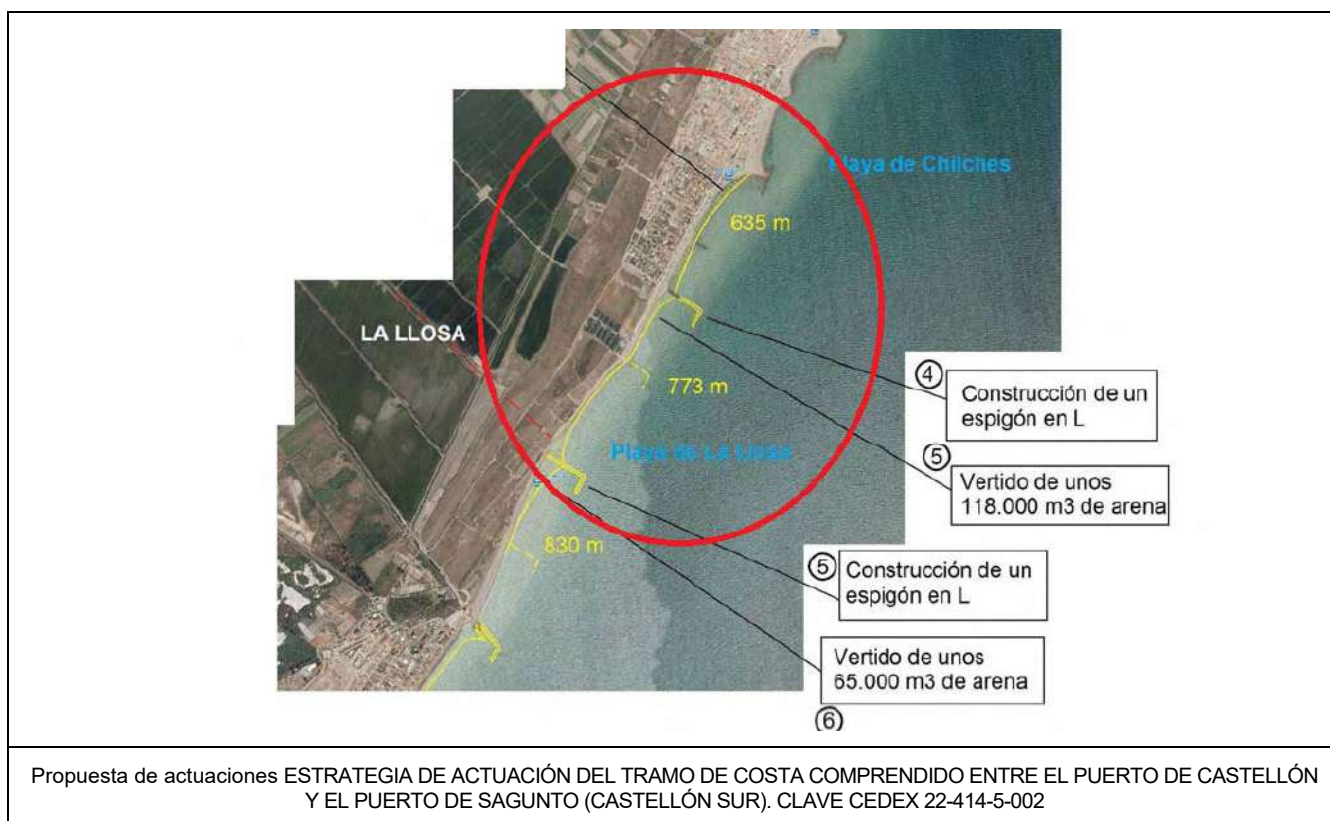 Playa de Chilches
635 m
LA LLOSA
773 m
Playa de La Llosa
830 m
④
Construcción de un
espigón en L
⑤
Vertido de unos
118.000 m3 de arena
⑤
Construcción de un
espigón en L
Vertido de unos
65.000 m3 de arena
⑥
Propuesta de actuaciones ESTRATEGIA DE ACTUACIÓN DEL TRAMO DE COSTA COMPRENDIDO ENTRE EL PUERTO DE CASTELLÓN
Y EL PUERTO DE SAGUNTO (CASTELLÓN SUR). CLAVE CEDEX 22-414-5-002